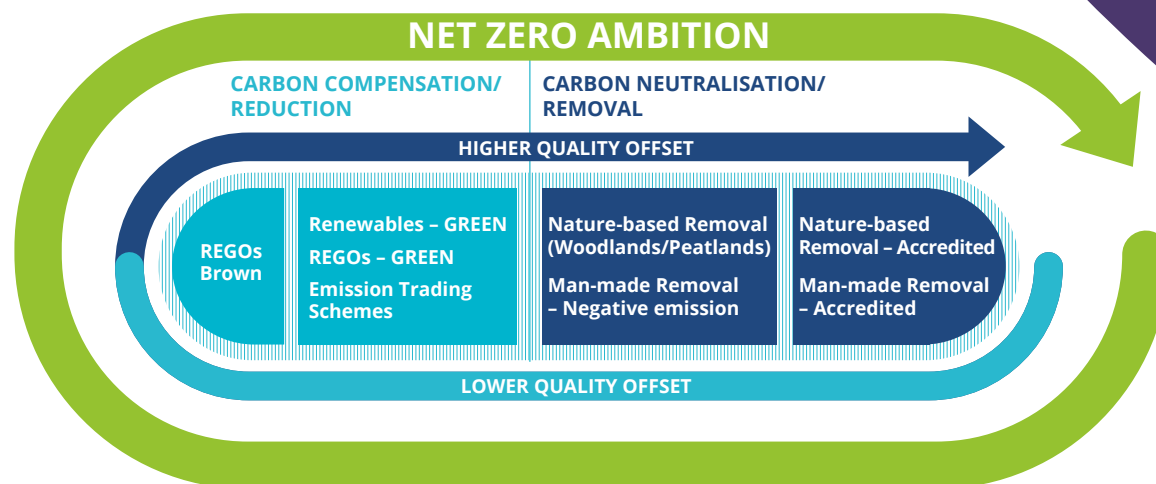 NET ZERO AMBITION
CARBON COMPENSATION/
REDUCTION
CARBON NEUTRALISATION/
REMOVAL
HIGHER QUALITY OFFSET
REGOs
Brown
Renewables – GREEN
REGOs – GREEN
Emission Trading
Schemes
Nature-based Removal
(Woodlands/Peatlands)
Man-made Removal
– Negative emission
Nature-based
Removal – Accredited
Man-made Removal
– Accredited
LOWER QUALITY OFFSET